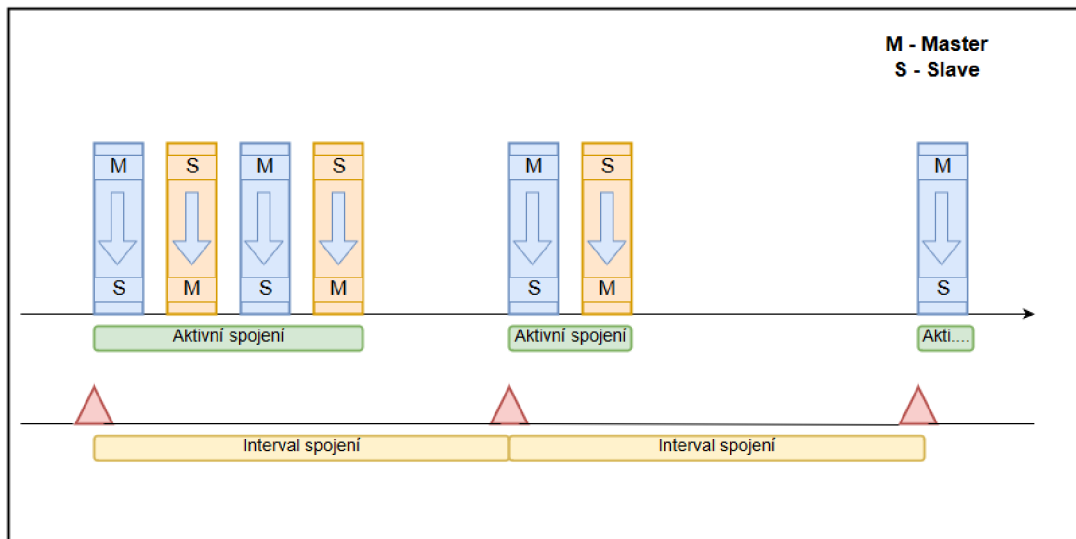 M - Master
S - Slave
M S M S M S M
S M S M S M S
Aktivní spojení Aktivní spojení Akti....
Interval spojení Interval spojení